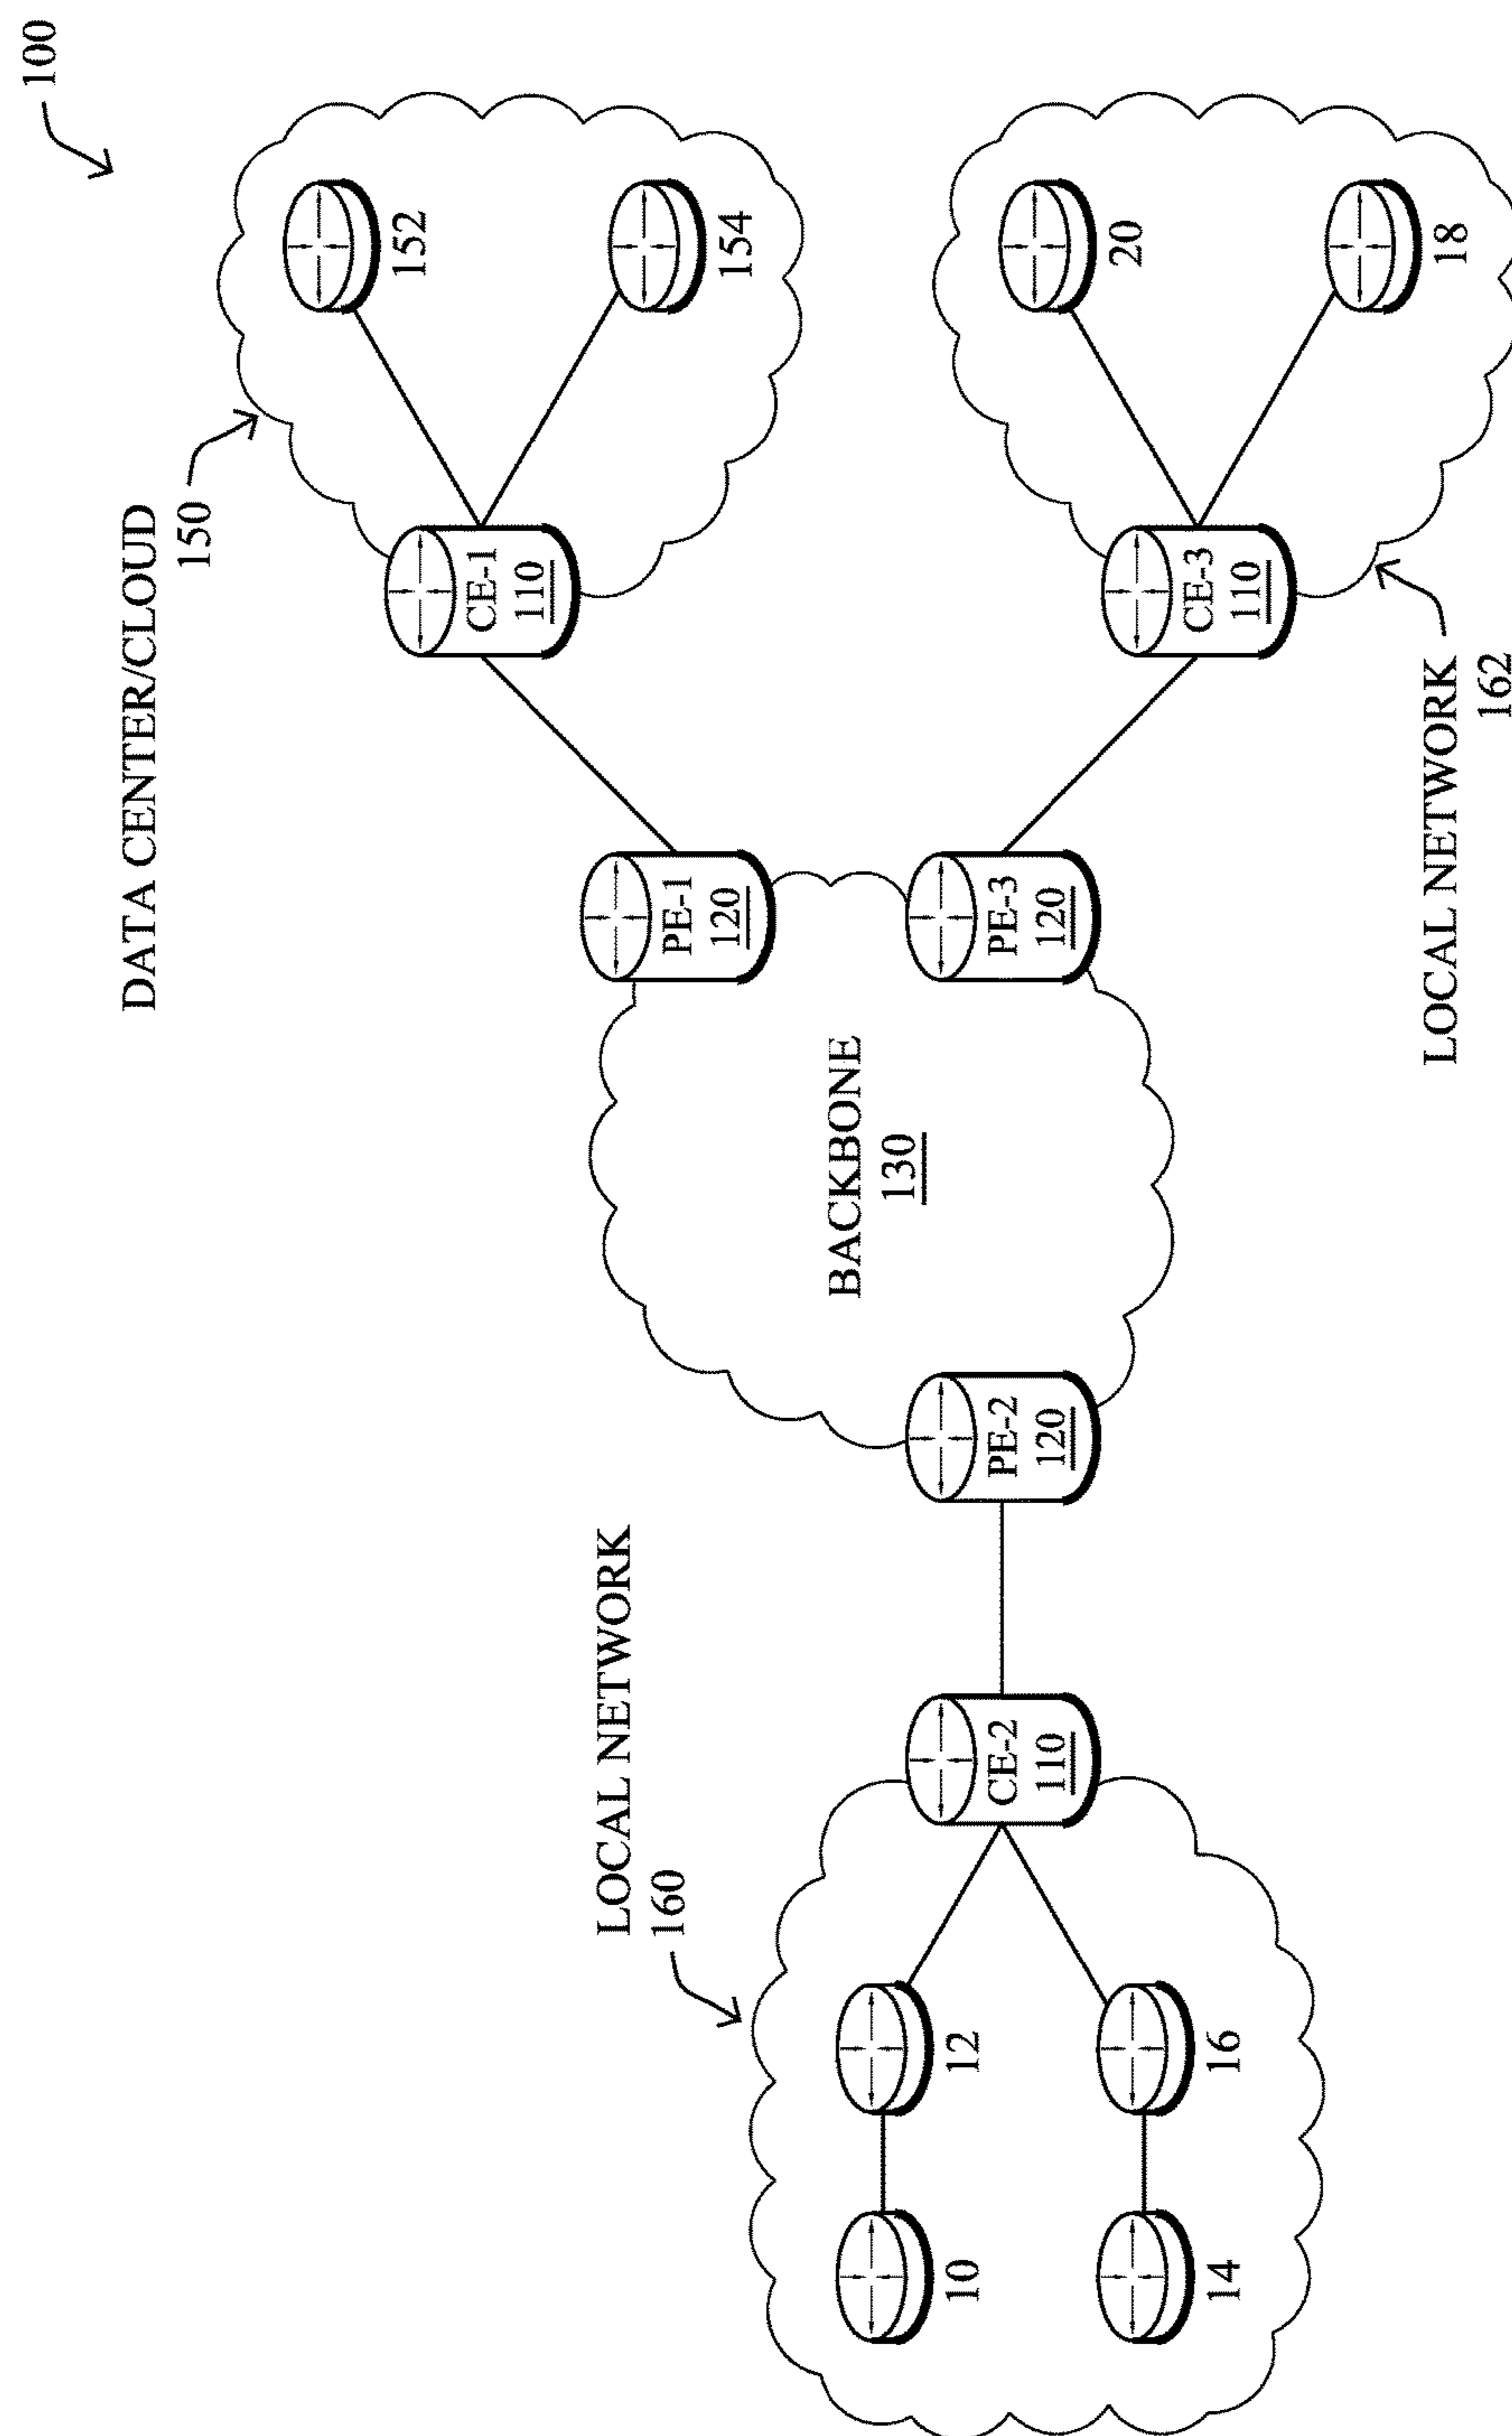 100
DATA CENTER/CLOUD
150
152
154
CE-1
110
LOCAL NETWORK
160
PE-1
120
BACKBONE
130
10
12
14
16
CE-2
110
PE-2
120
PE-3
120
CE-3
110
20
18
LOCAL NETWORK
162